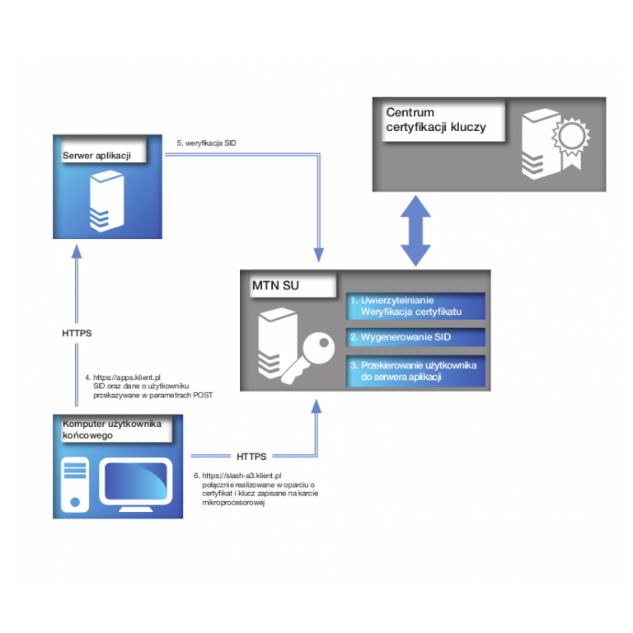 Centrum
certyfikacji kluczy
5. weryfikacja SID
Serwer aplikacji
MTN SU
1. Uwierzytelnianie
Weryfikacja certyfikatu
2. Wygenerowanie SID
3. Przekierowanie użytkownika
do serwera aplikacji
HTTPS
4. https://apps.klient.pl
SID oraz dane o użytkowniku
przekazywane w parametrach POST
Komputer użytkownika
końcowego
HTTPS
6. https://slash-a3.klient.pl
połącznie realizowane w oparciu o
certyfikat i klucz zapisane na karcie
mikroprocesorowej